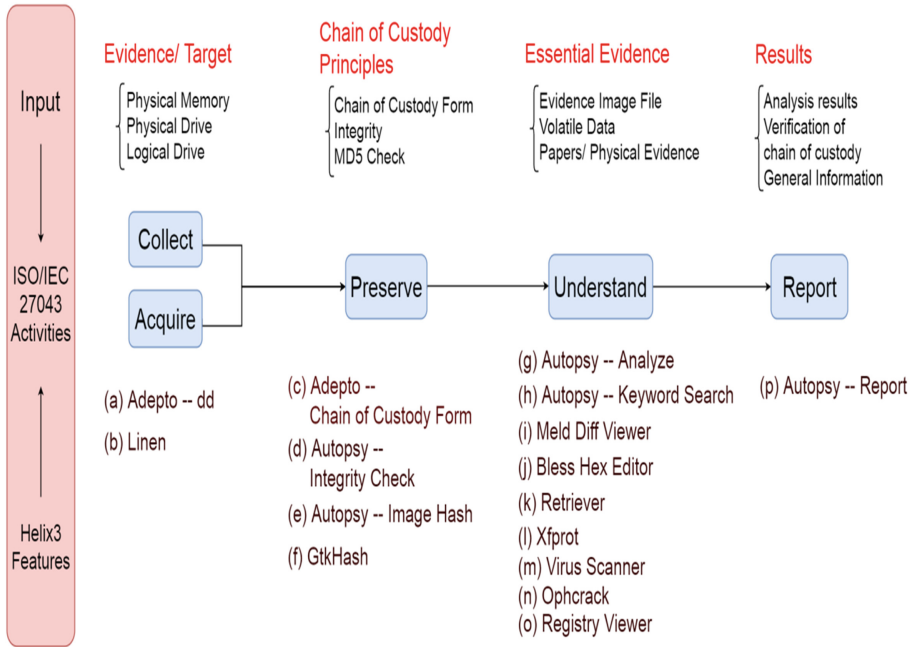 Input
ISO/IEC
27043
Activities
Helix3
Features
Evidence/ Target
Physical Memory
Physical Drive
Logical Drive
Collect
Acquire
(a) Adepto -- dd
(b) Linen
Chain of Custody
Principles
Chain of Custody Form
Integrity
MD5 Check
Preserve
(c) Adepto --
Chain of Custody Form
(d) Autopsy --
Integrity Check
(e) Autopsy -- Image Hash
(f) GtkHash
Essential Evidence
Evidence Image File
Volatile Data
Papers/ Physical Evidence
Understand
(g) Autopsy -- Analyze
(h) Autopsy -- Keyword Search
(i) Meld Diff Viewer
(j) Bless Hex Editor
(k) Retriever
(l) Xfprot
(m) Virus Scanner
(n) Ophcrack
(o) Registry Viewer
Results
Analysis results
Verification of
chain of custody
General Information
Report
(p) Autopsy -- Report